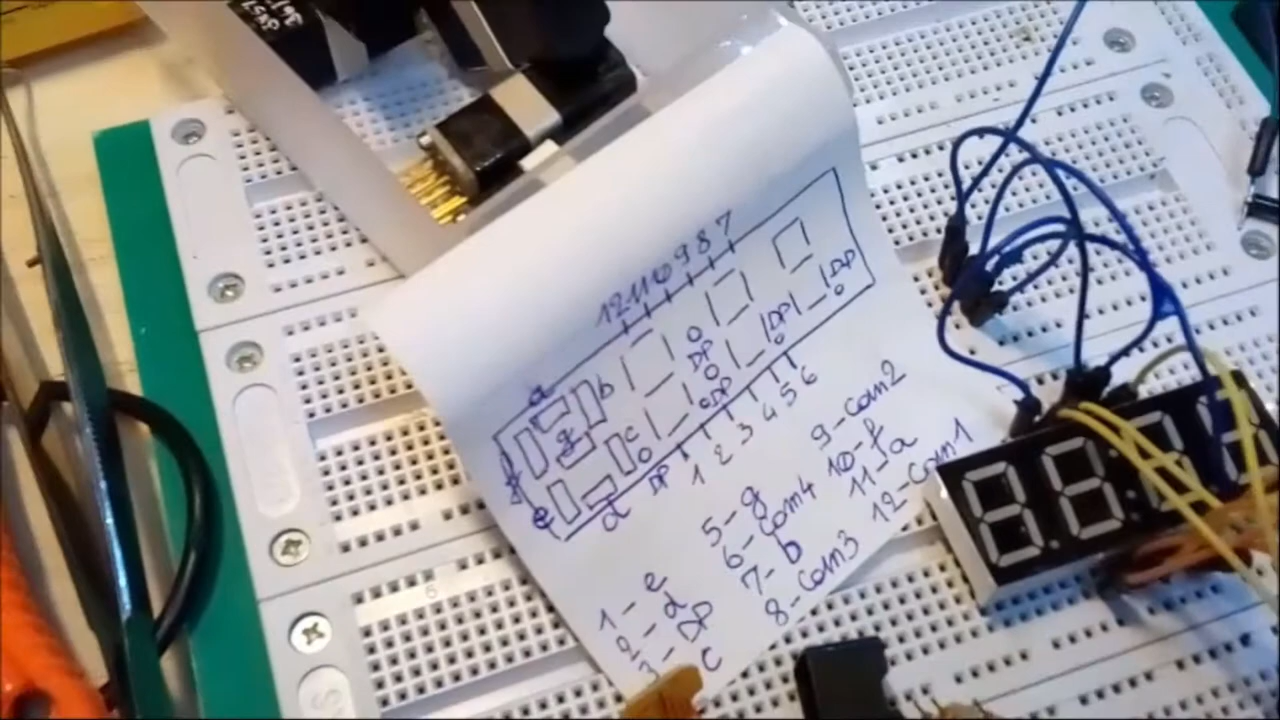 12 11 10 9 8 7
a
b
f
g
c
e
d
DP
DP
DP
DP
DP
1 2 3 4 5 6
1 - e
2 - d
3 - DP
c
5 - g
6 - Com4
7 - b
8 - Com3
9 - Com2
10 - f
11 - a
12 - Com1